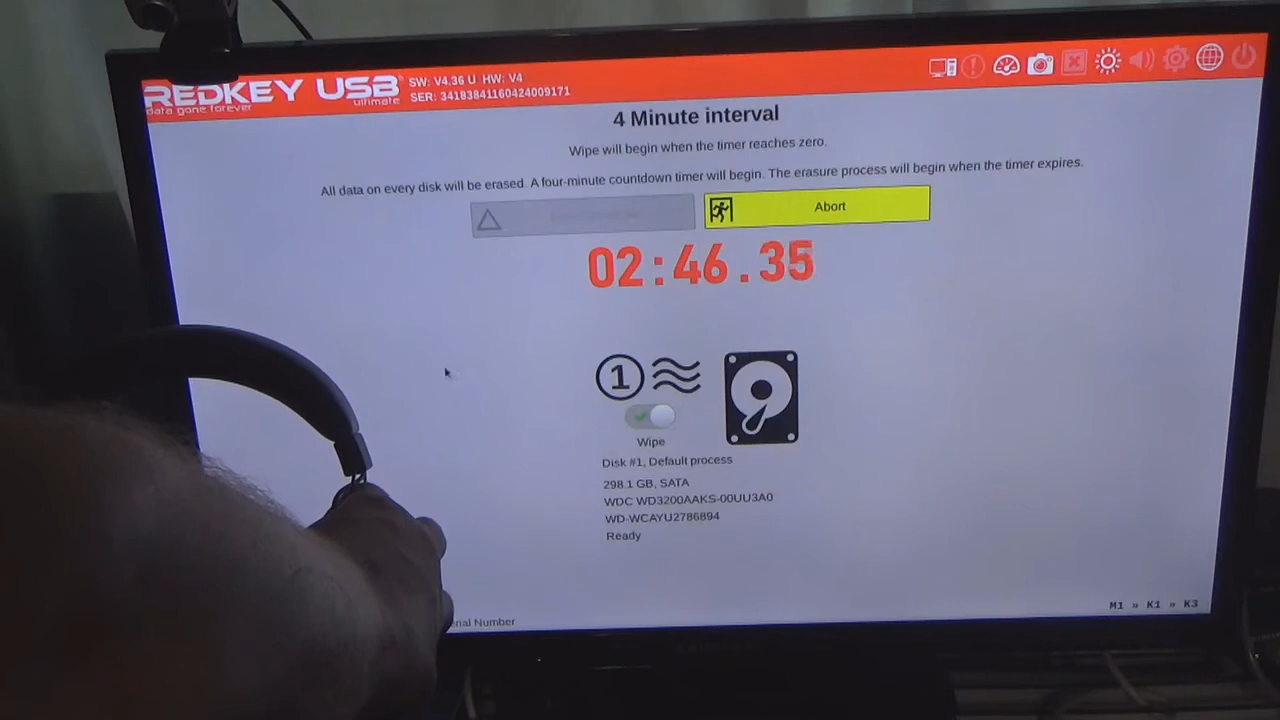 REDKEY USB
ultimate
data gone forever
SW: V4.36 U HW: V4
SER: 34183841160424009171
4 Minute interval
Wipe will begin when the timer reaches zero.
All data on every disk will be erased. A four-minute countdown timer will begin. The erasure process will begin when the timer expires.
Abort
02:46.35
1
Wipe
Disk #1, Default process
298.1 GB, SATA
WDC WD3200AAKS-00UU3A0
WD-WCAYU2786894
Ready
M1 » K1 » K3
Number